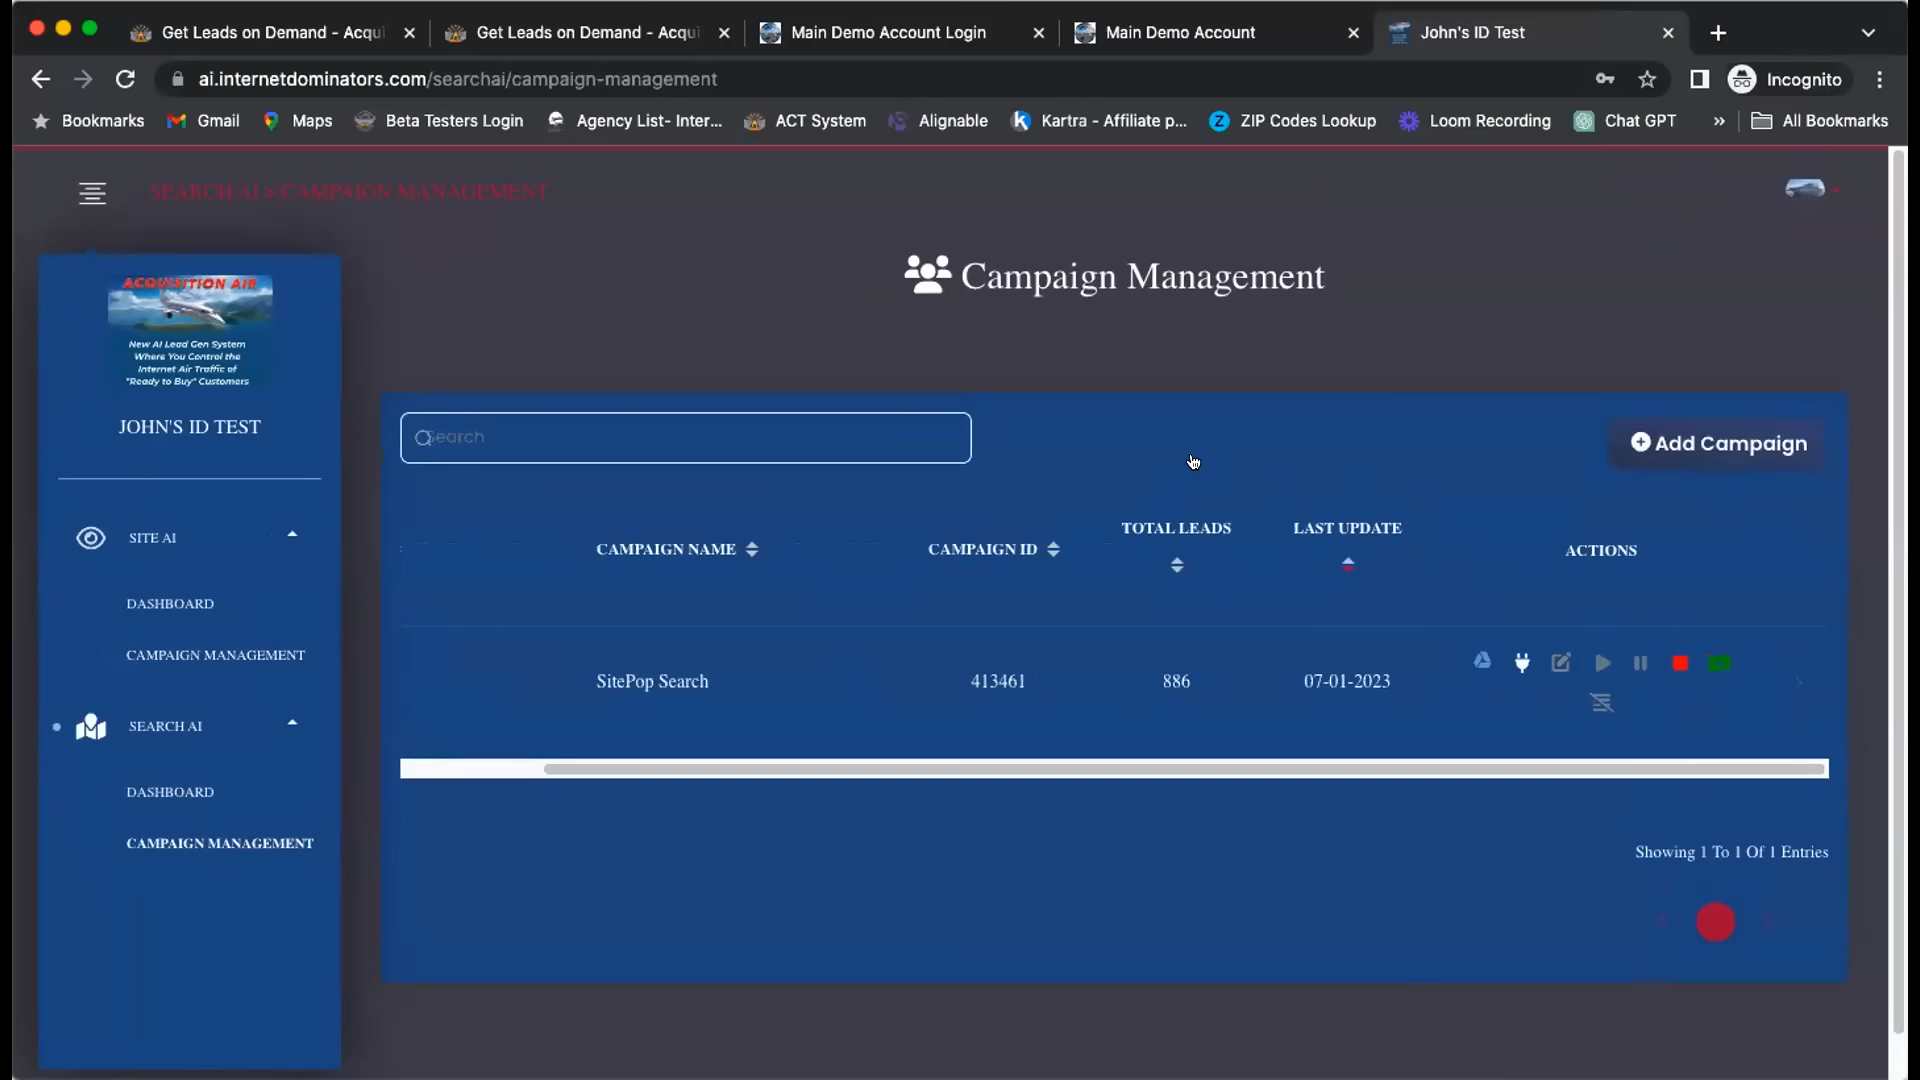 Get Leads on Demand - Acqui
Get Leads on Demand - Acqui
Main Demo Account Login
Main Demo Account
John's ID Test
ai.internetdominators.com/searchai/campaign-management
Incognito
Bookmarks
Gmail
Maps
Beta Testers Login
Agency List- Inter...
ACT System
Alignable
Kartra - Affiliate p...
ZIP Codes Lookup
Loom Recording
Chat GPT
All Bookmarks
SEARCH AI > CAMPAIGN MANAGEMENT
Campaign Management
ACQUISITION AIR
New AI Lead Gen System
Where You Control the
Internet Air Traffic of
"Ready to Buy" Customers
JOHN'S ID TEST
SITE AI
DASHBOARD
CAMPAIGN MANAGEMENT
SEARCH AI
DASHBOARD
CAMPAIGN MANAGEMENT
Search
Add Campaign
CAMPAIGN NAME
CAMPAIGN ID
TOTAL LEADS
LAST UPDATE
ACTIONS
SitePop Search
413461
886
07-01-2023
Showing 1 To 1 Of 1 Entries